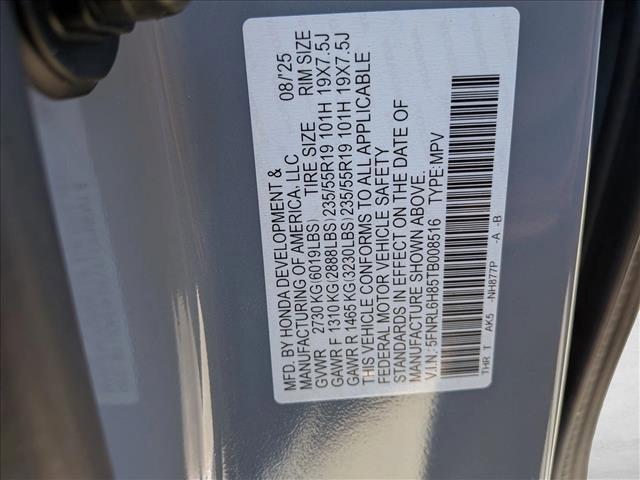 MFD. BY HONDA DEVELOPMENT & 08/'25
MANUFACTURING OF AMERICA, LLC
GVWR 2730 KG (6019LBS) TIRE SIZE RIM SIZE
GAWR F 1310 KG (2888LBS) 235/55R19 101H 19X7.5J
GAWR R 1465 KG (3230LBS) 235/55R19 101H 19X7.5J
THIS VEHICLE CONFORMS TO ALL APPLICABLE
FEDERAL MOTOR VEHICLE SAFETY
STANDARDS IN EFFECT ON THE DATE OF
MANUFACTURE SHOWN ABOVE.
V.I.N.: 5FNRL6H85TB008516 TYPE: MPV
THR T AK5 -NH877P -A -B